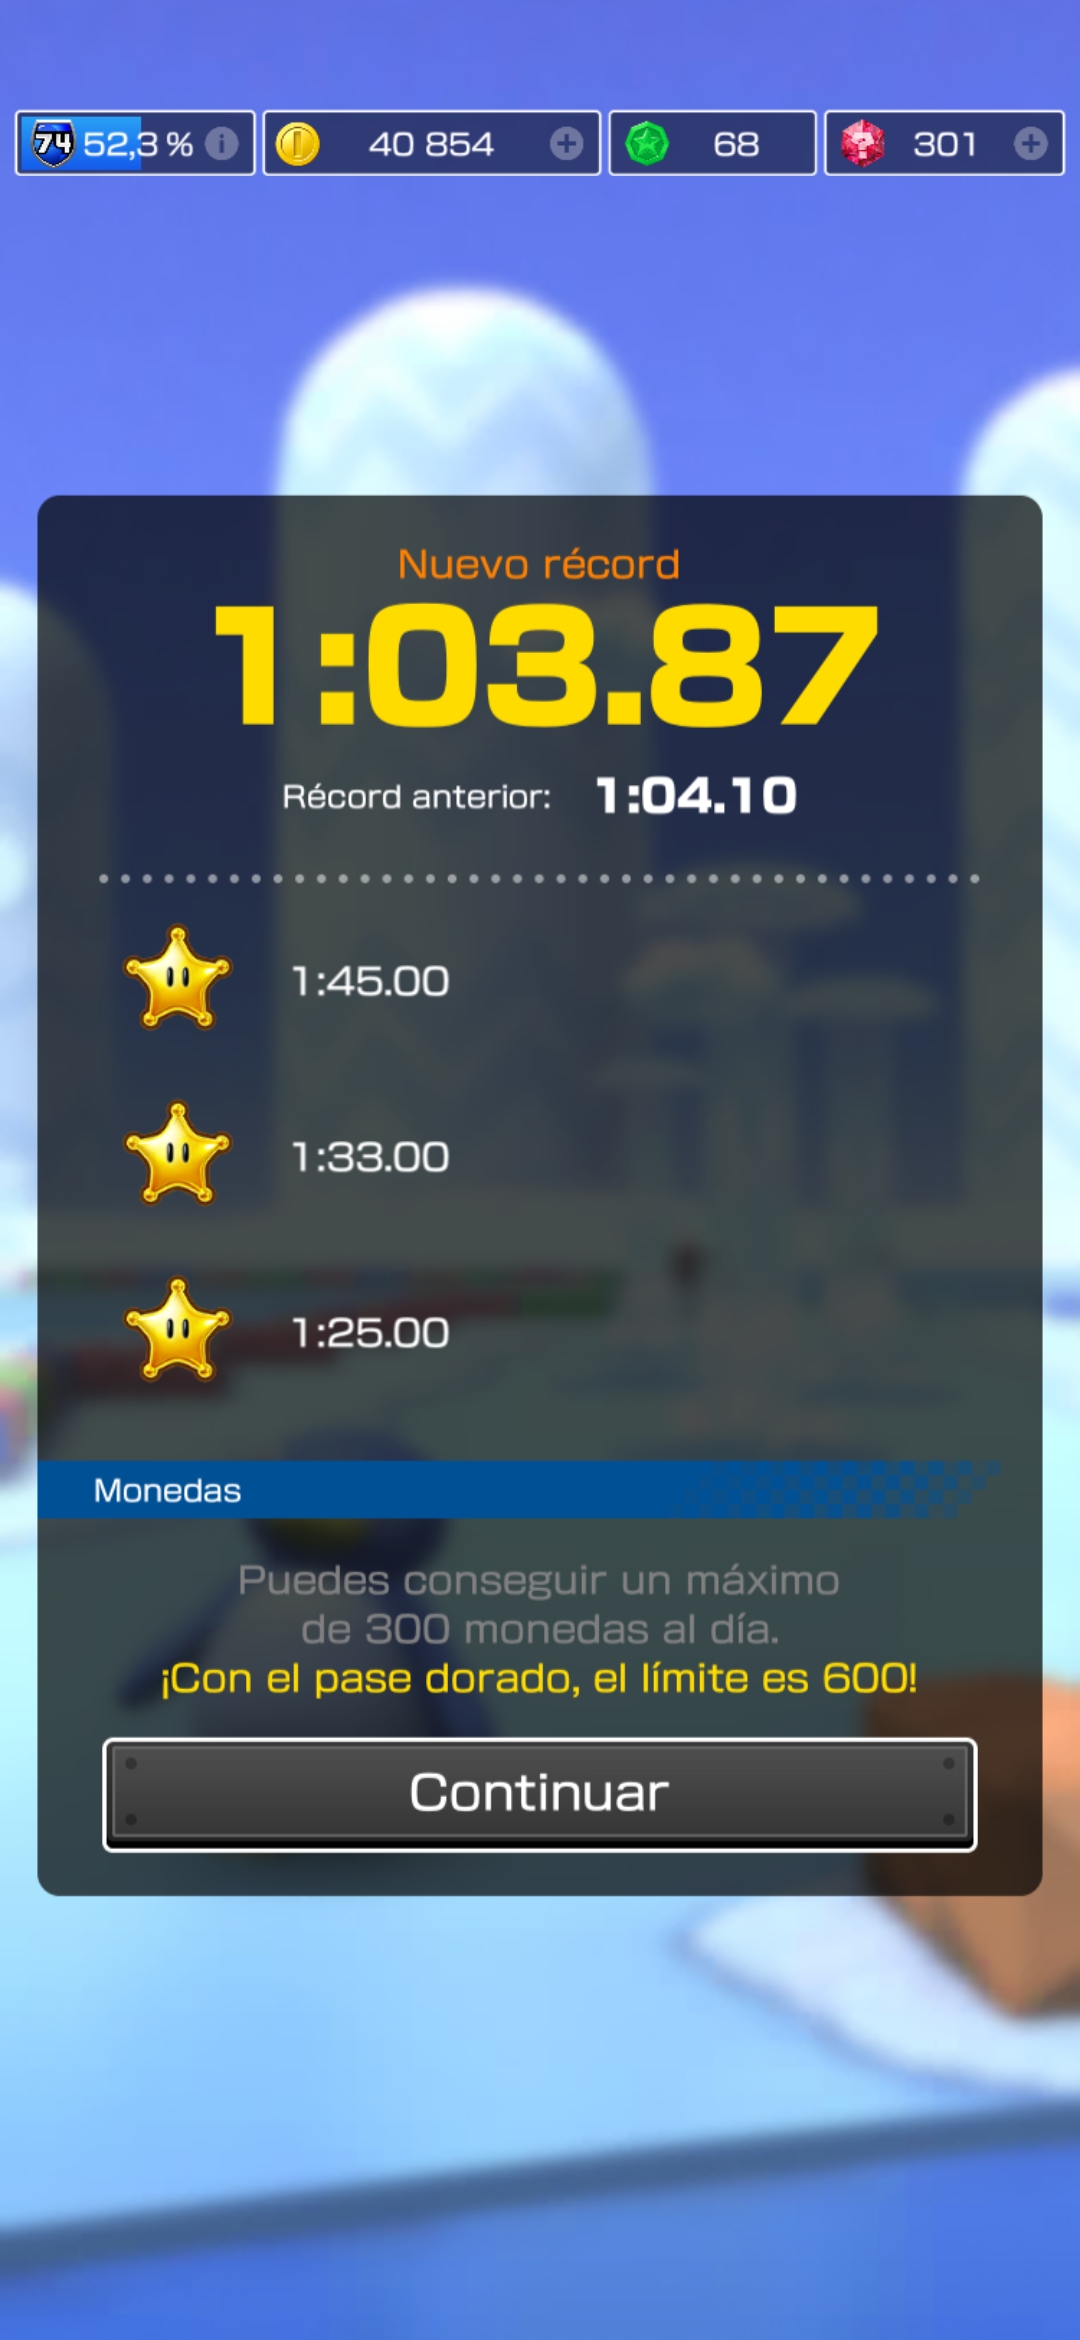 74 52,3 % 40 854 68 301
Nuevo récord
1:03.87
Récord anterior: 1:04.10
1:45.00
1:33.00
1:25.00
Monedas
Puedes conseguir un máximo
de 300 monedas al día.
¡Con el pase dorado, el límite es 600!
Continuar